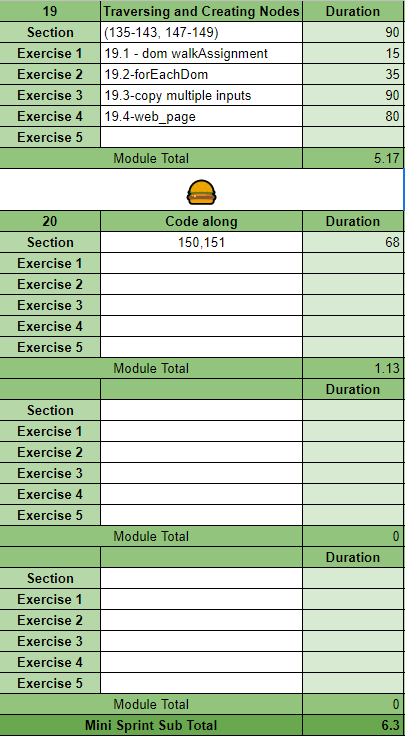 19 Traversing and Creating Nodes Duration
Section (135-143, 147-149) 90
Exercise 1 19.1 - dom walkAssignment 15
Exercise 2 19.2-forEachDom 35
Exercise 3 19.3-copy multiple inputs 90
Exercise 4 19.4-web_page 80
Exercise 5
Module Total 5.17
20 Code along Duration
Section 150,151 68
Exercise 1
Exercise 2
Exercise 3
Exercise 4
Exercise 5
Module Total 1.13
Duration
Section
Exercise 1
Exercise 2
Exercise 3
Exercise 4
Exercise 5
Module Total 0
Duration
Section
Exercise 1
Exercise 2
Exercise 3
Exercise 4
Exercise 5
Module Total 0
Mini Sprint Sub Total 6.3